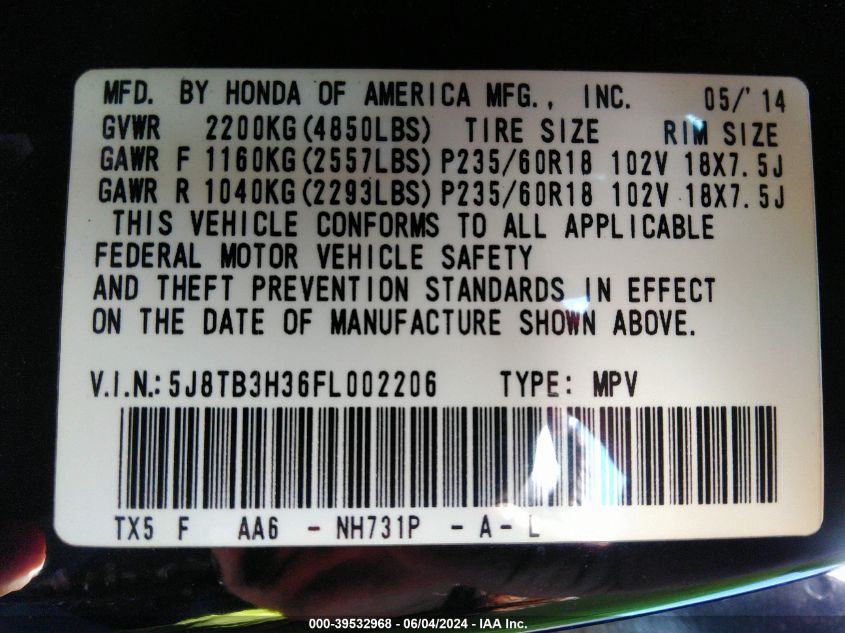 MFD. BY HONDA OF AMERICA MFG., INC. 05/'14
GVWR 2200KG(4850LBS) TIRE SIZE RIM SIZE
GAWR F 1160KG(2557LBS) P235/60R18 102V 18X7.5J
GAWR R 1040KG(2293LBS) P235/60R18 102V 18X7.5J
THIS VEHICLE CONFORMS TO ALL APPLICABLE
FEDERAL MOTOR VEHICLE SAFETY
AND THEFT PREVENTION STANDARDS IN EFFECT
ON THE DATE OF MANUFACTURE SHOWN ABOVE.
V.I.N.: 5J8TB3H36FL002206 TYPE: MPV
TX5 F AA6 - NH731P - A - L
000-39532968 - 06/04/2024 - IAA Inc.